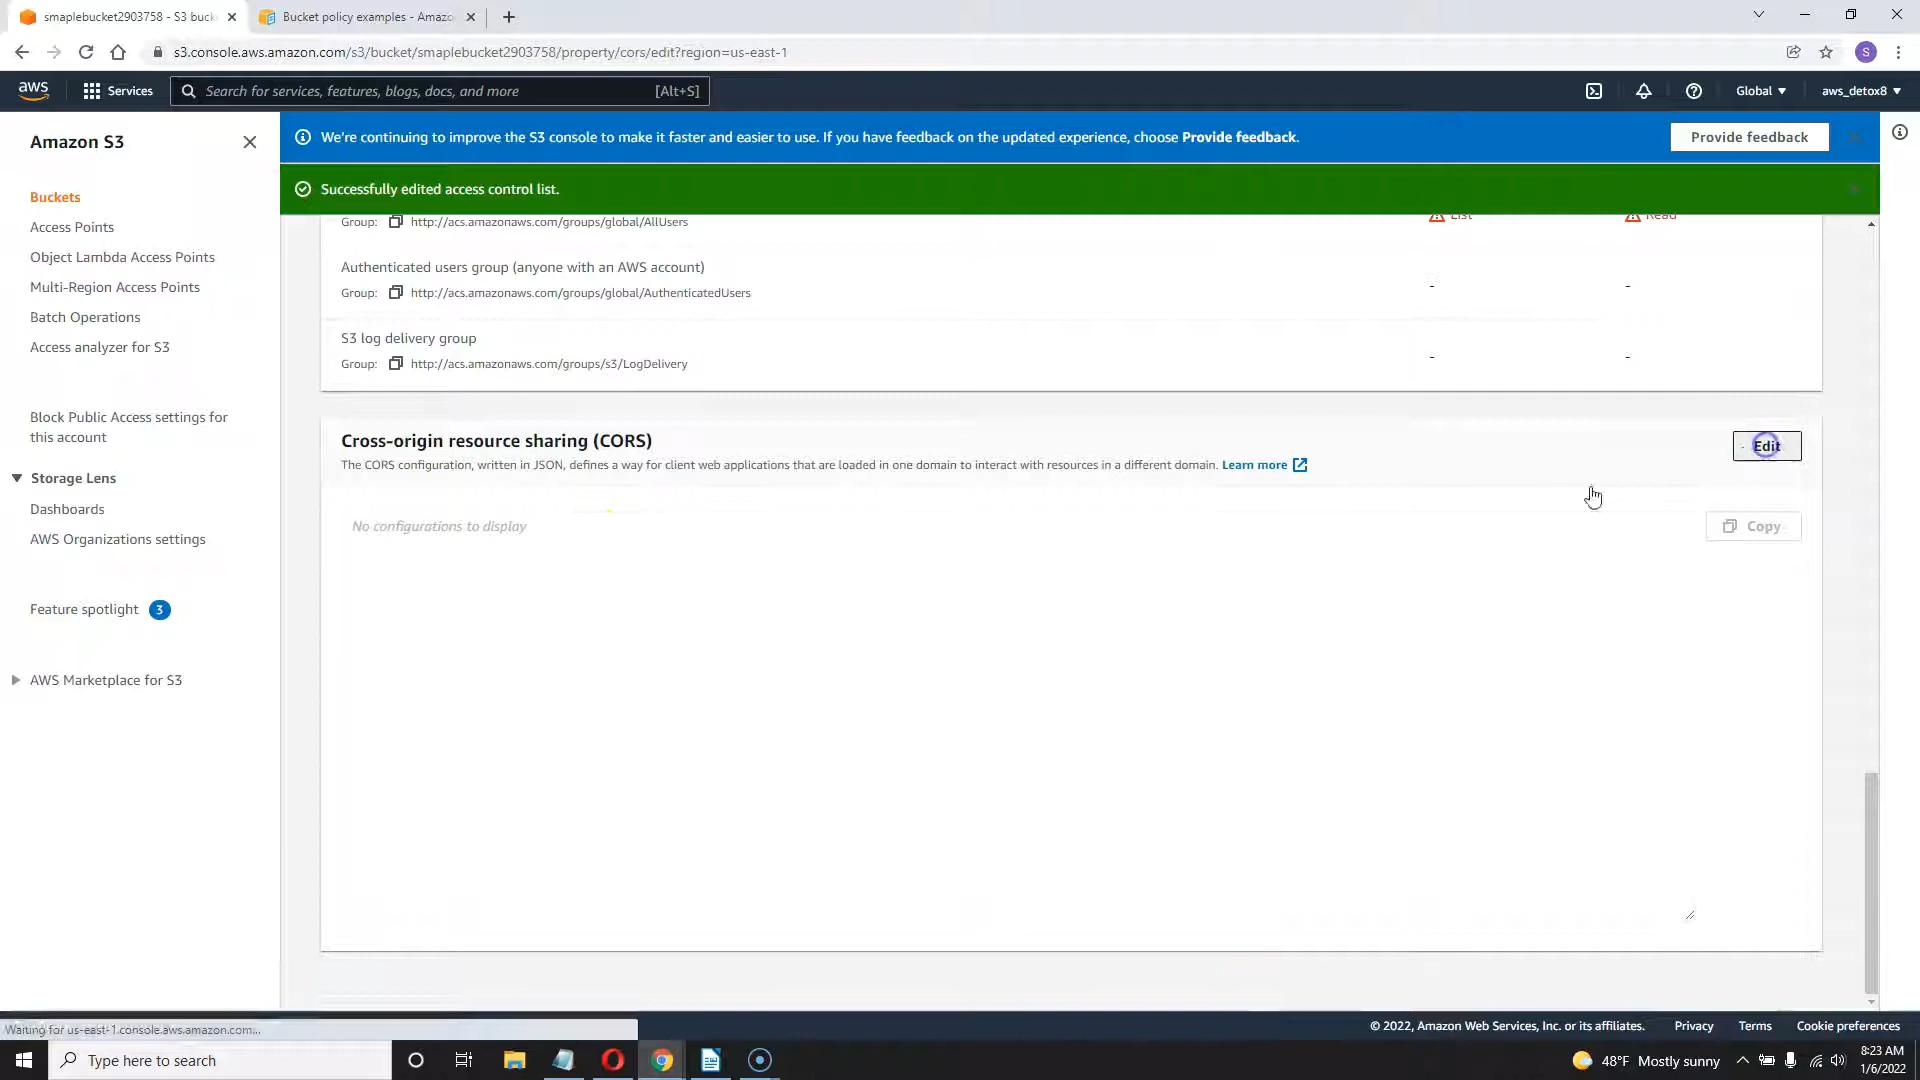 smaplebucket2903758 - S3 buck
Bucket policy examples - Amazo
s3.console.aws.amazon.com/s3/bucket/smaplebucket2903758/property/cors/edit?region=us-east-1
S
aws
Services
Search for services, features, blogs, docs, and more
[Alt+S]
Global
aws_detox8
Amazon S3
We're continuing to improve the S3 console to make it faster and easier to use. If you have feedback on the updated experience, choose Provide feedback.
Provide feedback
Successfully edited access control list.
Buckets
Access Points
Object Lambda Access Points
Multi-Region Access Points
Batch Operations
Access analyzer for S3
Block Public Access settings for
this account
Storage Lens
Dashboards
AWS Organizations settings
Feature spotlight 3
AWS Marketplace for S3
Group: http://acs.amazonaws.com/groups/global/AllUsers
List
Read
Authenticated users group (anyone with an AWS account)
Group: http://acs.amazonaws.com/groups/global/AuthenticatedUsers
-
-
S3 log delivery group
Group: http://acs.amazonaws.com/groups/s3/LogDelivery
-
-
Cross-origin resource sharing (CORS)
Edit
The CORS configuration, written in JSON, defines a way for client web applications that are loaded in one domain to interact with resources in a different domain. Learn more
No configurations to display
Copy
Waiting for us-east-1.console.aws.amazon.com...
© 2022, Amazon Web Services, Inc. or its affiliates.
Privacy
Terms
Cookie preferences
Type here to search
48°F Mostly sunny
8:23 AM
1/6/2022